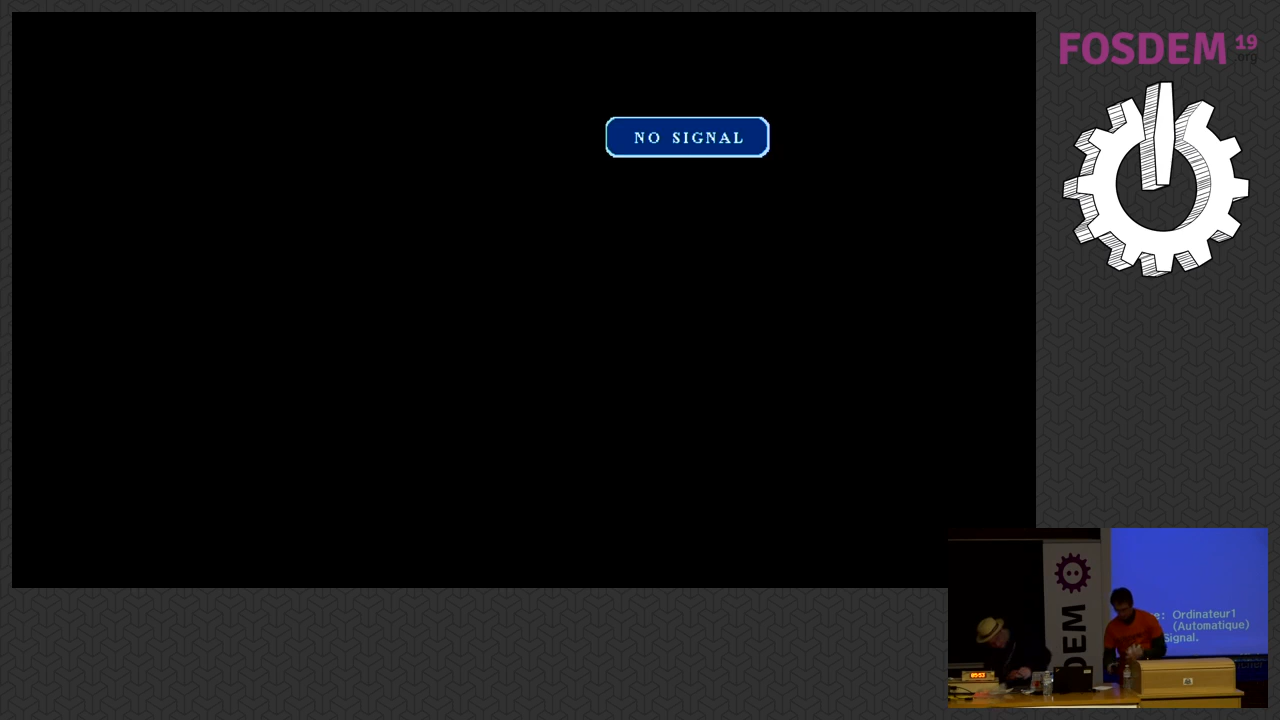 NO SIGNAL
FOSDEM 19
.org
DEM
e: Ordinateur1
(Automatique)
Signal.